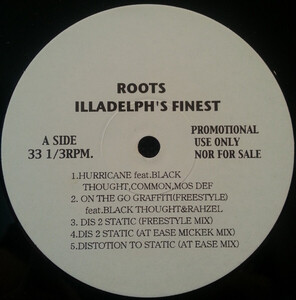 ROOTS
ILLADELPH'S FINEST
A SIDE
33 1/3RPM.
PROMOTIONAL
USE ONLY
NOR FOR SALE
1.HURRICANE feat.BLACK
THOUGHT,COMMON,MOS DEF
2. ON THE GO GRAFFITI(FREESTYLE)
feat.BLACK THOUGHT&RAHZEL
3. DIS 2 STATIC (FREESTYLE MIX)
4.DIS 2 STATIC (AT EASE MICKEK MIX)
5.DISTOTION TO STATIC (AT EASE MIX)